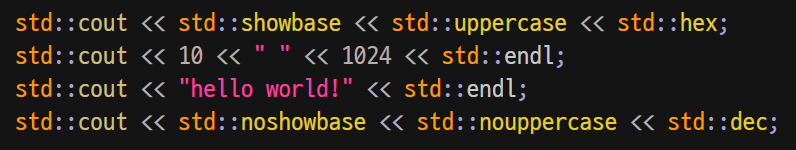 std::cout << std::showbase << std::uppercase << std::hex;
std::cout << 10 << " " << 1024 << std::endl;
std::cout << "hello world!" << std::endl;
std::cout << std::noshowbase << std::nouppercase << std::dec;